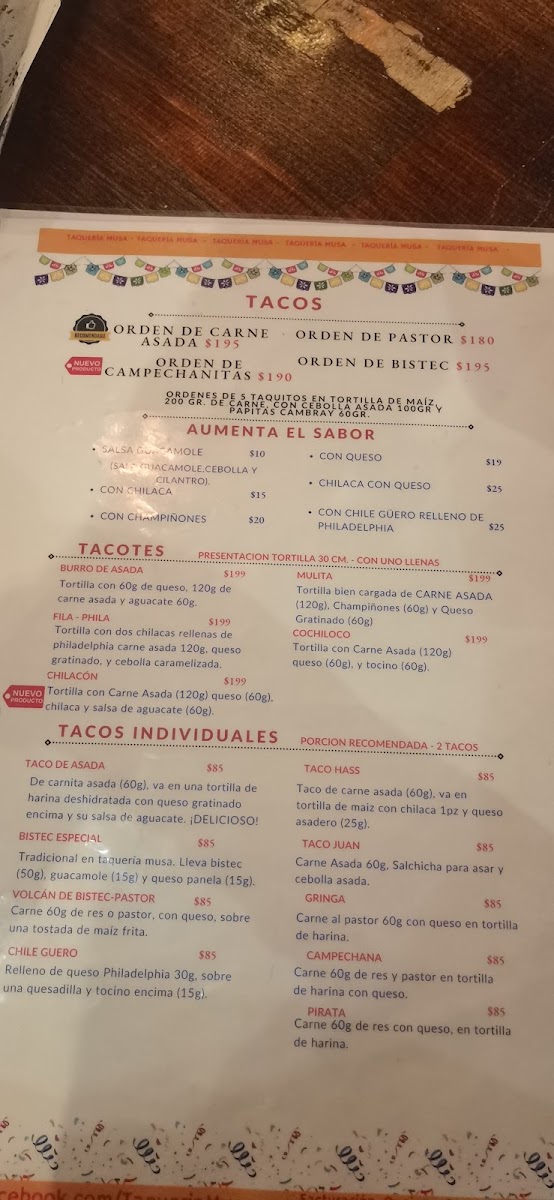 TAQUERÍA MUSA · TAQUERÍA MUSA · TAQUERÍA MUSA · TAQUERÍA MUSA · TAQUERÍA MUSA · TAQUERÍA MUSA ·
TACOS
RECOMENDADO
ORDEN DE CARNE
ASADA $195
ORDEN DE PASTOR $180
NUEVO
PRODUCTO
ORDEN DE
CAMPECHANITAS $190
ORDEN DE BISTEC $195
ORDENES DE 5 TAQUITOS EN TORTILLA DE MAÍZ,
200 GR. DE CARNE, CON CEBOLLA ASADA 100GR Y
PAPITAS CAMBRAY 60GR.
AUMENTA EL SABOR
• SALSA GUACAMOLE $10
(SALSA GUACAMOLE,CEBOLLA Y
CILANTRO).
• CON CHILACA $15
• CON CHAMPIÑONES $20
• CON QUESO $19
• CHILACA CON QUESO $25
• CON CHILE GÜERO RELLENO DE
PHILADELPHIA $25
TACOTES
PRESENTACION TORTILLA 30 CM. - CON UNO LLENAS
BURRO DE ASADA $199
Tortilla con 60g de queso, 120g de
carne asada y aguacate 60g.
FILA - PHILA $199
Tortilla con dos chilacas rellenas de
philadelphia carne asada 120g, queso
gratinado, y cebolla caramelizada.
CHILACÓN $199
NUEVO
PRODUCTO
Tortilla con Carne Asada (120g) queso (60g),
chilaca y salsa de aguacate (60g).
MULITA $199
Tortilla bien cargada de CARNE ASADA
(120g), Champiñones (60g) y Queso
Gratinado (60g)
COCHILOCO $199
Tortilla con Carne Asada (120g)
queso (60g), y tocino (60g).
TACOS INDIVIDUALES
PORCION RECOMENDADA - 2 TACOS
TACO DE ASADA $85
De carnita asada (60g), va en una tortilla de
harina deshidratada con queso gratinado
encima y su salsa de aguacate. ¡DELICIOSO!
BISTEC ESPECIAL $85
Tradicional en taquería musa. Lleva bistec
(50g), guacamole (15g) y queso panela (15g).
VOLCÁN DE BISTEC-PASTOR $85
Carne 60g de res o pastor, con queso, sobre
una tostada de maíz frita.
CHILE GUERO $85
Relleno de queso Philadelphia 30g, sobre
una quesadilla y tocino encima (15g).
TACO HASS $85
Taco de carne asada (60g), va en
tortilla de maiz con chilaca 1pz y queso
asadero (25g).
TACO JUAN $85
Carne Asada 60g, Salchicha para asar y
cebolla asada.
GRINGA $85
Carne al pastor 60g con queso en tortilla
de harina.
CAMPECHANA $85
Carne 60g de res y pastor en tortilla
de harina con queso.
PIRATA $85
Carne 60g de res con queso, en tortilla
de harina.